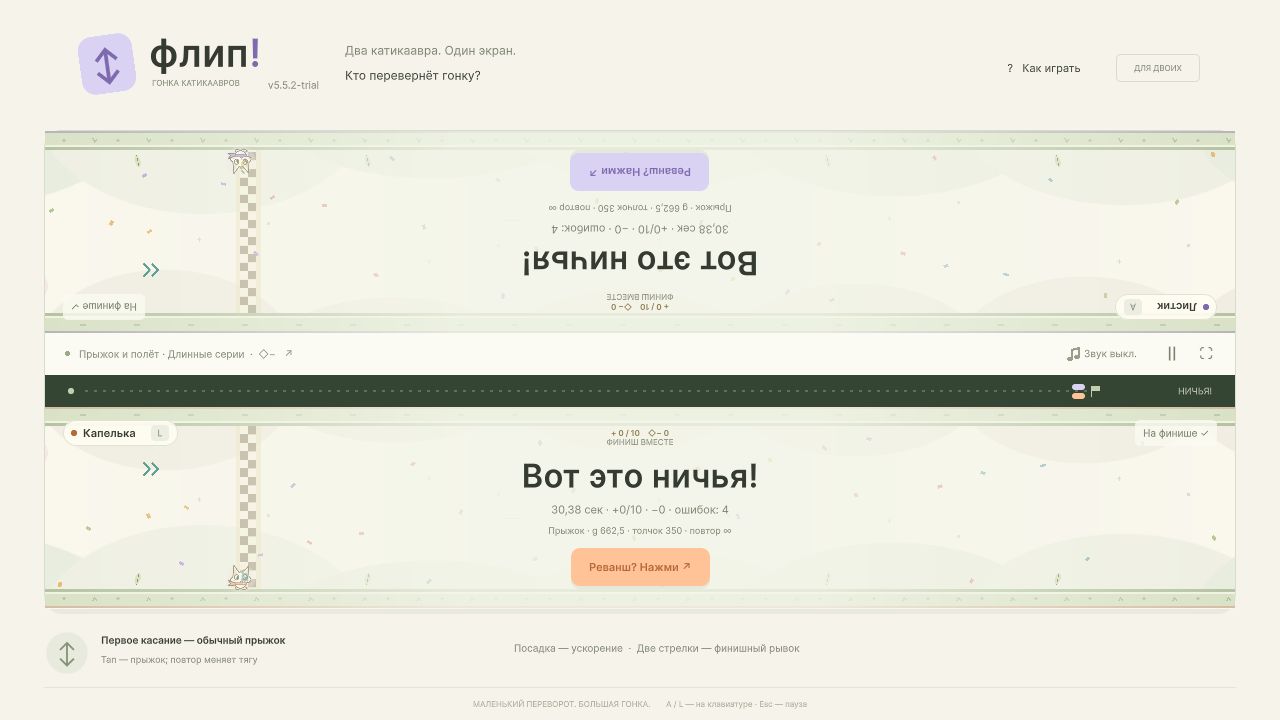 флип!
ГОНКА КАТИКААВРОВ
v5.5.2-trial
Два катикаавра. Один экран.
Кто перевернёт гонку?
? Как играть
ДЛЯ ДВОИХ
Реванш? Нажми ↗
Прыжок · g 662,5 · толчок 350 · повтор ∞
30,38 сек · +0/10 · −0 · ошибок: 4
Вот это ничья!
ФИНИШ ВМЕСТЕ
+ 0 / 10 ◇− 0
На финише ✓
Листик A
Прыжок и полёт · Длинные серии · ◇− ↗
Звук выкл.
НИЧЬЯ!
Капелька L
+ 0 / 10 ◇− 0
ФИНИШ ВМЕСТЕ
На финише ✓
Вот это ничья!
30,38 сек · +0/10 · −0 · ошибок: 4
Прыжок · g 662,5 · толчок 350 · повтор ∞
Реванш? Нажми ↗
Первое касание — обычный прыжок
Тап — прыжок; повтор меняет тягу
Посадка — ускорение · Две стрелки — финишный рывок
МАЛЕНЬКИЙ ПЕРЕВОРОТ. БОЛЬШАЯ ГОНКА.
A / L — на клавиатуре · Esc — пауза